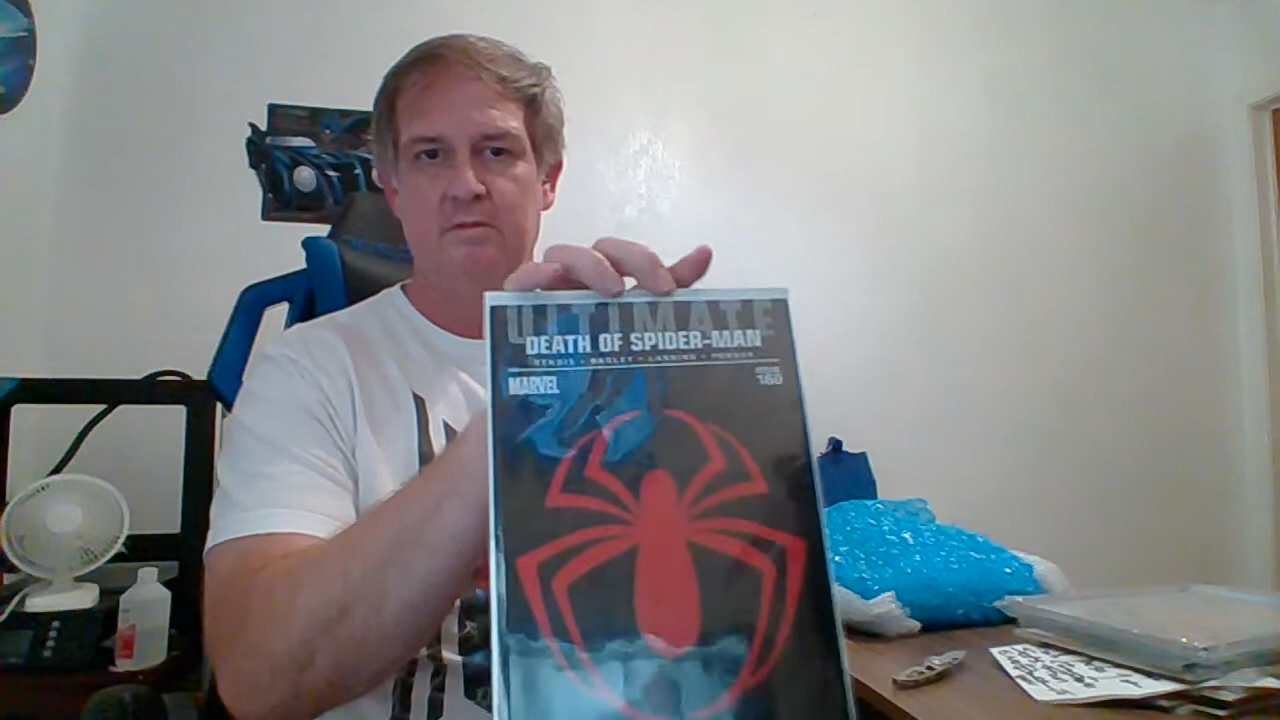 ULTIMATE
DEATH OF SPIDER-MAN
BENDIS • BAGLEY • LANNING • PONSOR
MARVEL
ISSUE
160